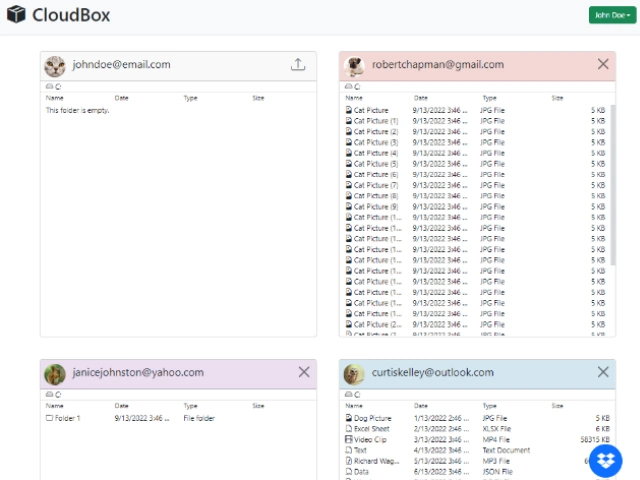 CloudBox
John Doe
johndoe@email.com
Name Date Type Size
This folder is empty.
robertchapman@gmail.com
Name Date Type Size
Cat Picture 9/13/2022 3:46 ... JPG File 5 KB
Cat Picture (1) 9/13/2022 3:46 ... JPG File 5 KB
Cat Picture (2) 9/13/2022 3:46 ... JPG File 5 KB
Cat Picture (3) 9/13/2022 3:46 ... JPG File 5 KB
Cat Picture (4) 9/13/2022 3:46 ... JPG File 5 KB
Cat Picture (5) 9/13/2022 3:46 ... JPG File 5 KB
Cat Picture (6) 9/13/2022 3:46 ... JPG File 5 KB
Cat Picture (7) 9/13/2022 3:46 ... JPG File 5 KB
Cat Picture (8) 9/13/2022 3:46 ... JPG File 5 KB
Cat Picture (9) 9/13/2022 3:46 ... JPG File 5 KB
Cat Picture (1... 9/13/2022 3:46 ... JPG File 5 KB
Cat Picture (1... 9/13/2022 3:46 ... JPG File 5 KB
Cat Picture (1... 9/13/2022 3:46 ... JPG File 5 KB
Cat Picture (1... 9/13/2022 3:46 ... JPG File 5 KB
Cat Picture (1... 9/13/2022 3:46 ... JPG File 5 KB
Cat Picture (1... 9/13/2022 3:46 ... JPG File 5 KB
Cat Picture (1... 9/13/2022 3:46 ... JPG File 5 KB
Cat Picture (1... 9/13/2022 3:46 ... JPG File 5 KB
Cat Picture (1... 9/13/2022 3:46 ... JPG File 5 KB
Cat Picture (1... 9/13/2022 3:46 ... JPG File 5 KB
Cat Picture (2... 9/13/2022 3:46 ... JPG File 5 KB
Cat Picture (2... 9/13/2022 3:46 ... JPG File 5 KB
janicejohnston@yahoo.com
Name Date Type Size
Folder 1 9/13/2022 3:46 ... File folder
curtiskelley@outlook.com
Name Date Type Size
Dog Picture 1/13/2022 2:46 ... JPG File 5 KB
Excel Sheet 2/13/2022 2:46 ... XLSX File 6 KB
Video Clip 3/13/2022 2:46 ... MP4 File 58315 KB
Text 4/13/2022 3:46 ... Text Document
Richard Wag... 5/13/2022 3:46 ... MP3 File
Data 6/13/2022 3:46 ... JSON File